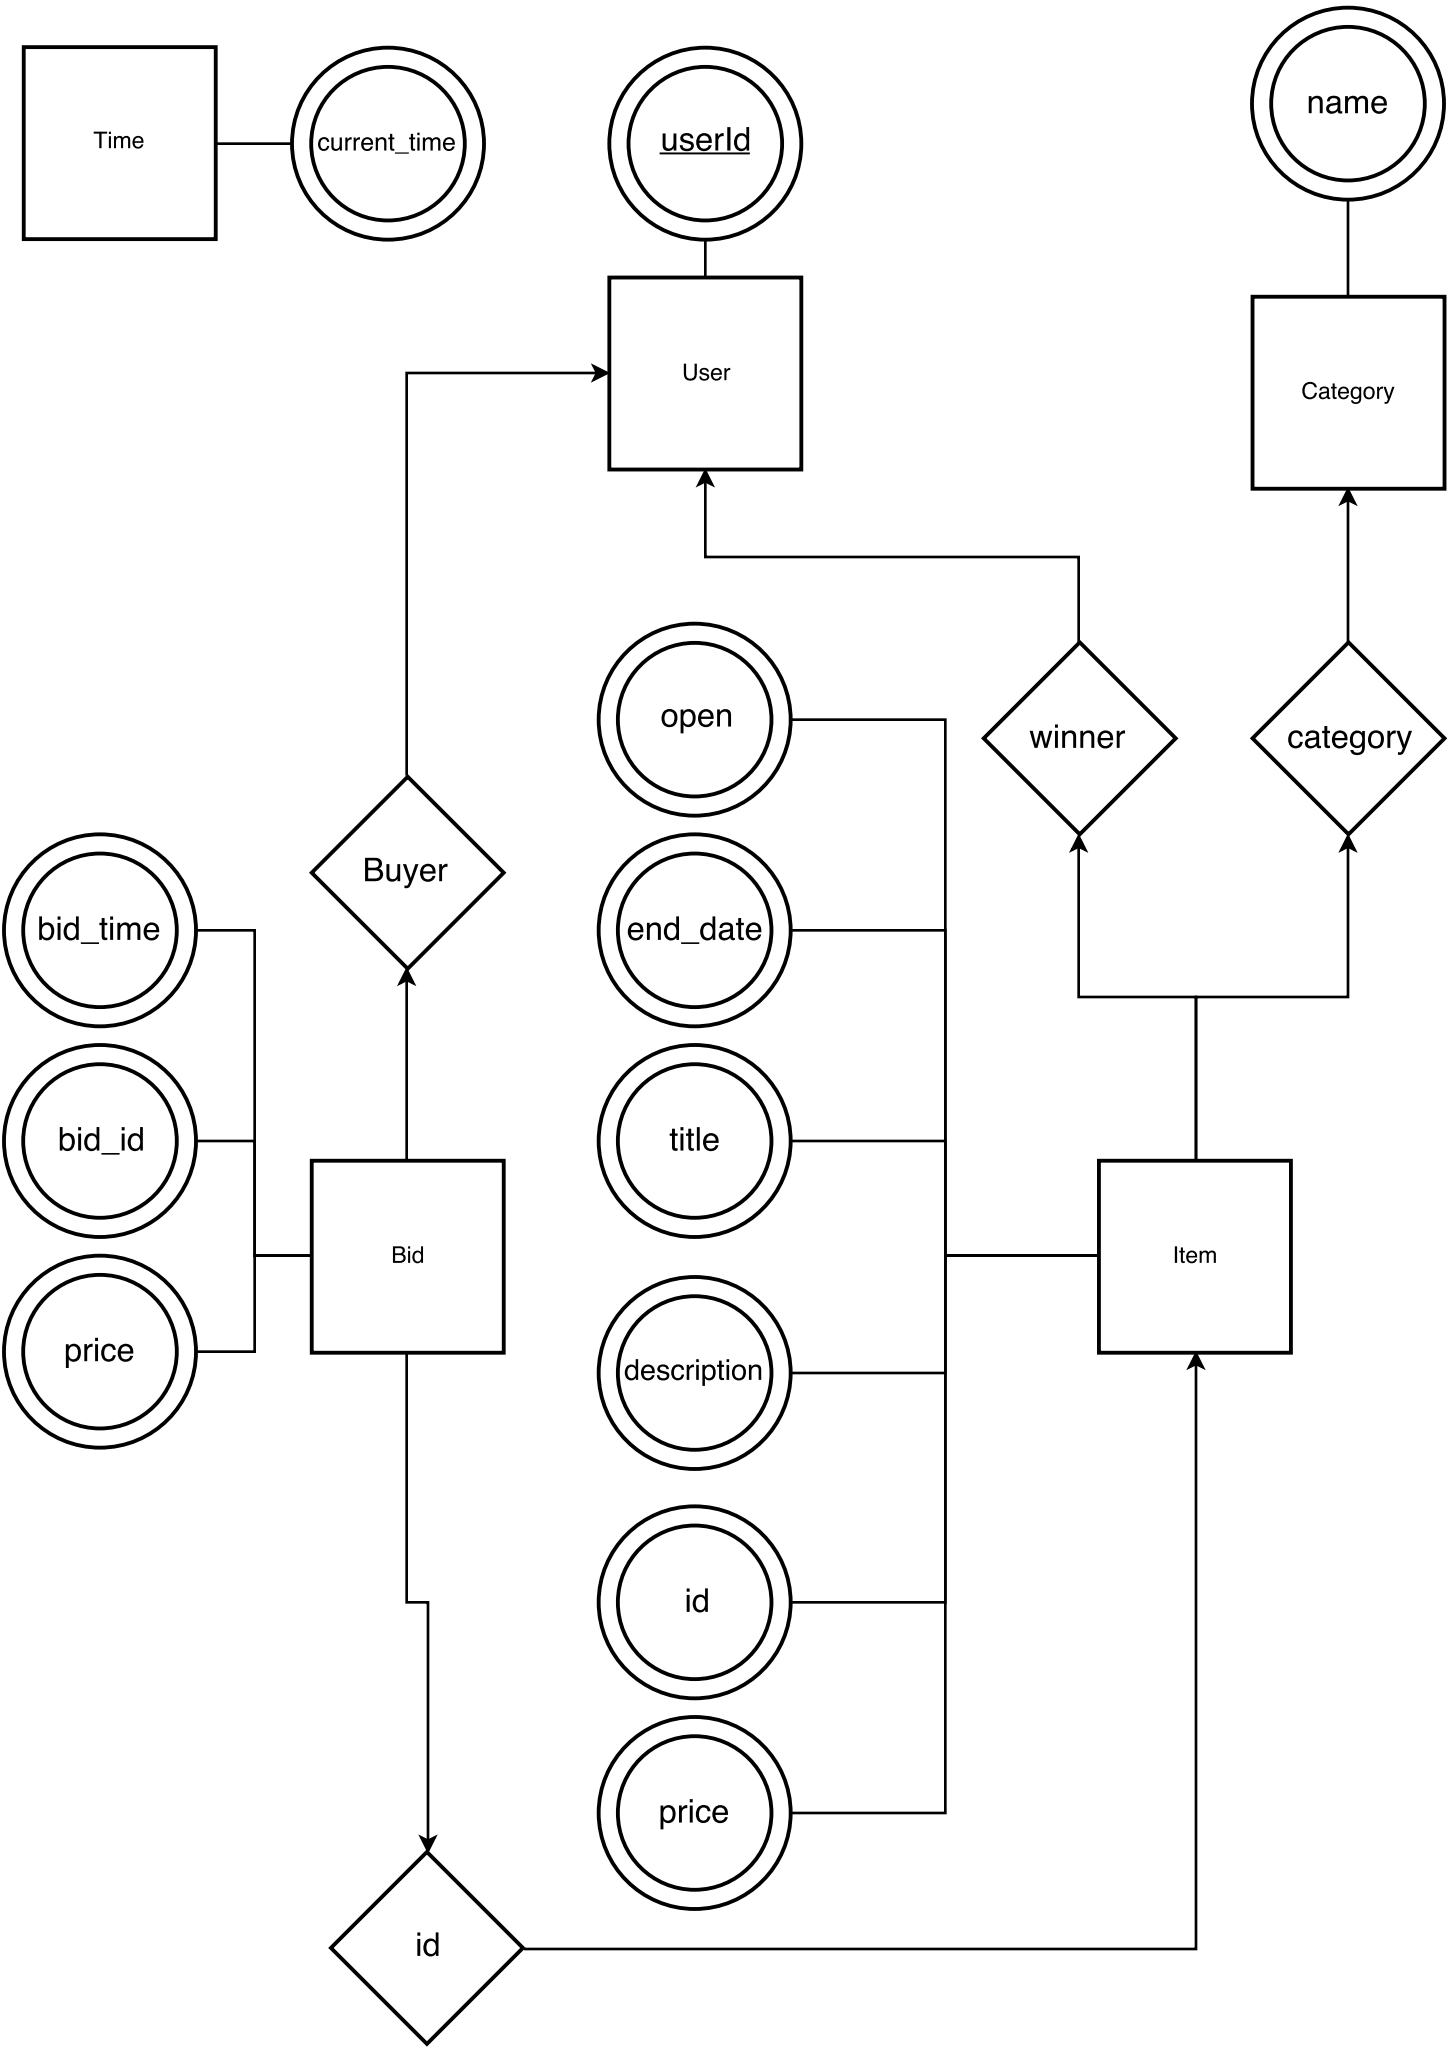 name
Time
current_time
userId
User
Category
open
winner
category
Buyer
bid_time
end_date
bid_id
title
Bid
Item
price
description
id
price
id